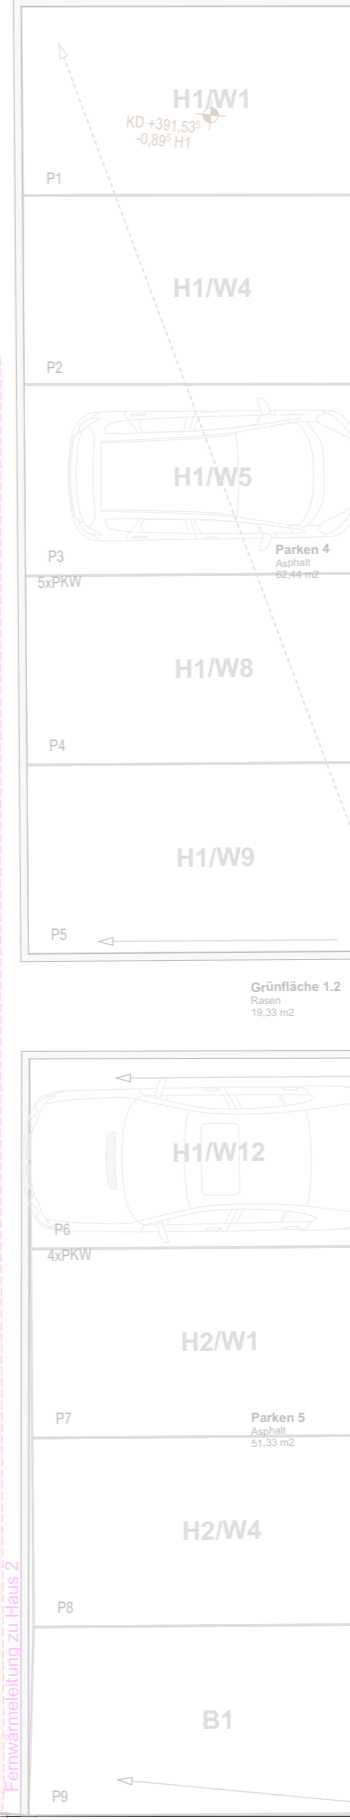 H1/W1
KD +391,53⁵
-0,89⁵ H1
P1
H1/W4
P2
H1/W5
Parken 4
Asphalt
62,44 m2
P3
5xPKW
H1/W8
P4
H1/W9
P5
Grünfläche 1.2
Rasen
19,33 m2
H1/W12
P6
4xPKW
H2/W1
P7
Parken 5
Asphalt
51,33 m2
H2/W4
P8
Fernwärmeleitung zu Haus 2
B1
P9